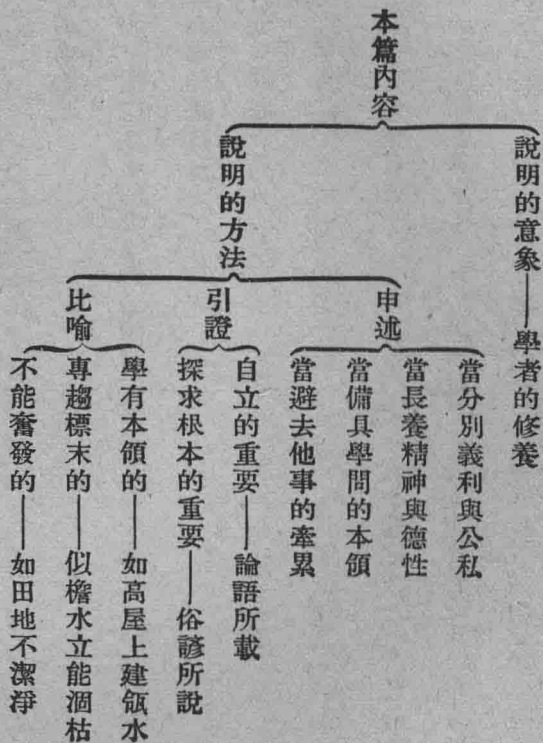 本篇內容
說明的意象——學者的修養
說明的方法
申述
當分別義利與公私
當長養精神與德性
當備具學問的本領
當避去他事的牽累
引證
自立的重要——論語所載
探求根本的重要——俗諺所說
比喻
學有本領的——如高屋上建瓴水
專趨標末的——似檐水立能涸枯
不能奮發的——如田地不潔淨